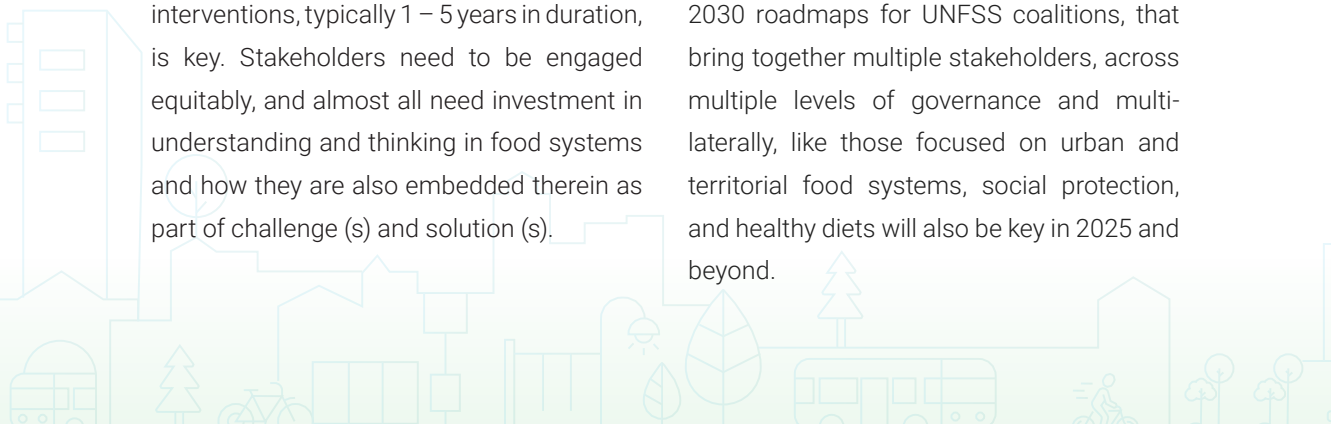 interventions, typically 1 – 5 years in duration,
is key. Stakeholders need to be engaged
equitably, and almost all need investment in
understanding and thinking in food systems
and how they are also embedded therein as
part of challenge (s) and solution (s).
2030 roadmaps for UNFSS coalitions, that
bring together multiple stakeholders, across
multiple levels of governance and multi-
laterally, like those focused on urban and
territorial food systems, social protection,
and healthy diets will also be key in 2025 and
beyond.